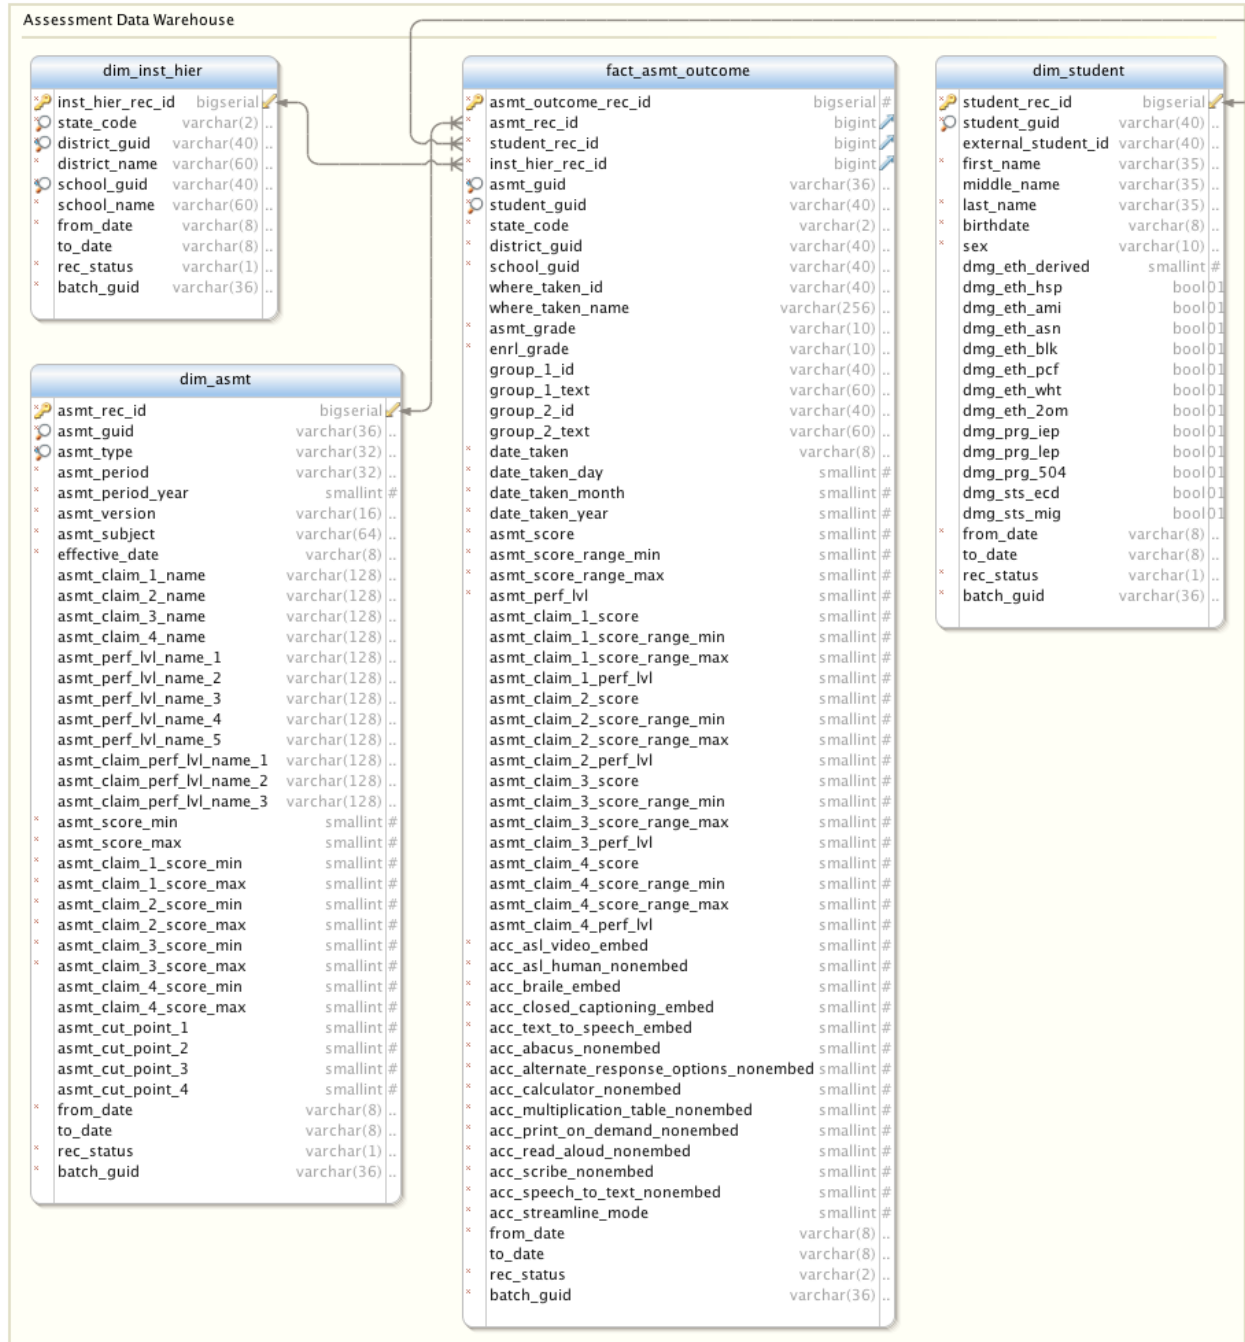 Assessment Data Warehouse
dim_inst_hier
inst_hier_rec_id bigserial
state_code varchar(2) ..
district_guid varchar(40) ..
district_name varchar(60) ..
school_guid varchar(40) ..
school_name varchar(60) ..
from_date varchar(8) ..
to_date varchar(8) ..
rec_status varchar(1) ..
batch_guid varchar(36) ..
dim_asmt
asmt_rec_id bigserial
asmt_guid varchar(36) ..
asmt_type varchar(32) ..
asmt_period varchar(32) ..
asmt_period_year smallint #
asmt_version varchar(16) ..
asmt_subject varchar(64) ..
effective_date varchar(8) ..
asmt_claim_1_name varchar(128) ..
asmt_claim_2_name varchar(128) ..
asmt_claim_3_name varchar(128) ..
asmt_claim_4_name varchar(128) ..
asmt_perf_lvl_name_1 varchar(128) ..
asmt_perf_lvl_name_2 varchar(128) ..
asmt_perf_lvl_name_3 varchar(128) ..
asmt_perf_lvl_name_4 varchar(128) ..
asmt_perf_lvl_name_5 varchar(128) ..
asmt_claim_perf_lvl_name_1 varchar(128) ..
asmt_claim_perf_lvl_name_2 varchar(128) ..
asmt_claim_perf_lvl_name_3 varchar(128) ..
asmt_score_min smallint #
asmt_score_max smallint #
asmt_claim_1_score_min smallint #
asmt_claim_1_score_max smallint #
asmt_claim_2_score_min smallint #
asmt_claim_2_score_max smallint #
asmt_claim_3_score_min smallint #
asmt_claim_3_score_max smallint #
asmt_claim_4_score_min smallint #
asmt_claim_4_score_max smallint #
asmt_cut_point_1 smallint #
asmt_cut_point_2 smallint #
asmt_cut_point_3 smallint #
asmt_cut_point_4 smallint #
from_date varchar(8) ..
to_date varchar(8) ..
rec_status varchar(1) ..
batch_guid varchar(36) ..
fact_asmt_outcome
asmt_outcome_rec_id bigserial #
asmt_rec_id bigint
student_rec_id bigint
inst_hier_rec_id bigint
asmt_guid varchar(36) ..
student_guid varchar(40) ..
state_code varchar(2) ..
district_guid varchar(40) ..
school_guid varchar(40) ..
where_taken_id varchar(40) ..
where_taken_name varchar(256) ..
asmt_grade varchar(10) ..
enrl_grade varchar(10) ..
group_1_id varchar(40) ..
group_1_text varchar(60) ..
group_2_id varchar(40) ..
group_2_text varchar(60) ..
date_taken varchar(8) ..
date_taken_day smallint #
date_taken_month smallint #
date_taken_year smallint #
asmt_score smallint #
asmt_score_range_min smallint #
asmt_score_range_max smallint #
asmt_perf_lvl smallint #
asmt_claim_1_score smallint #
asmt_claim_1_score_range_min smallint #
asmt_claim_1_score_range_max smallint #
asmt_claim_1_perf_lvl smallint #
asmt_claim_2_score smallint #
asmt_claim_2_score_range_min smallint #
asmt_claim_2_score_range_max smallint #
asmt_claim_2_perf_lvl smallint #
asmt_claim_3_score smallint #
asmt_claim_3_score_range_min smallint #
asmt_claim_3_score_range_max smallint #
asmt_claim_3_perf_lvl smallint #
asmt_claim_4_score smallint #
asmt_claim_4_score_range_min smallint #
asmt_claim_4_score_range_max smallint #
asmt_claim_4_perf_lvl smallint #
acc_asl_video_embed smallint #
acc_asl_human_nonembed smallint #
acc_braile_embed smallint #
acc_closed_captioning_embed smallint #
acc_text_to_speech_embed smallint #
acc_abacus_nonembed smallint #
acc_alternate_response_options_nonembed smallint #
acc_calculator_nonembed smallint #
acc_multiplication_table_nonembed smallint #
acc_print_on_demand_nonembed smallint #
acc_read_aloud_nonembed smallint #
acc_scribe_nonembed smallint #
acc_speech_to_text_nonembed smallint #
acc_streamline_mode smallint #
from_date varchar(8) ..
to_date varchar(8) ..
rec_status varchar(2) ..
batch_guid varchar(36) ..
dim_student
student_rec_id bigserial
student_guid varchar(40) ..
external_student_id varchar(40) ..
first_name varchar(35) ..
middle_name varchar(35) ..
last_name varchar(35) ..
birthdate varchar(8) ..
sex varchar(10) ..
dmg_eth_derived smallint #
dmg_eth_hsp bool 01
dmg_eth_ami bool 01
dmg_eth_asn bool 01
dmg_eth_blk bool 01
dmg_eth_pcf bool 01
dmg_eth_wht bool 01
dmg_eth_2om bool 01
dmg_prg_iep bool 01
dmg_prg_lep bool 01
dmg_prg_504 bool 01
dmg_sts_ecd bool 01
dmg_sts_mig bool 01
from_date varchar(8) ..
to_date varchar(8) ..
rec_status varchar(1) ..
batch_guid varchar(36) ..